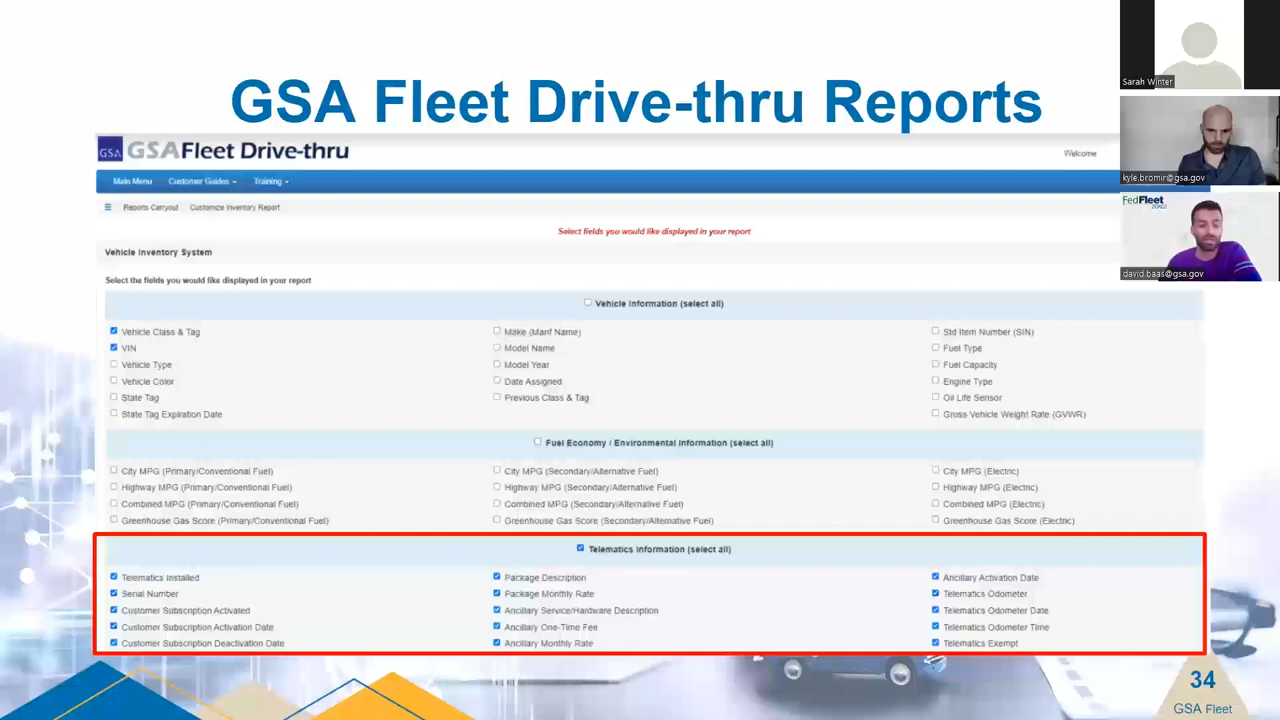 GSA Fleet Drive-thru Reports
Sarah Winter
kyle.bromir@gsa.gov
FedFleet
2022
david.baas@gsa.gov
GSA GSAFleet Drive-thru
Welcome
Main Menu Customer Guides Training
Reports Carryout Customize Inventory Report
Select fields you would like displayed in your report
Vehicle Inventory System
Select the fields you would like displayed in your report
Vehicle Information (select all)
Vehicle Class & Tag Make (Manf Name) Std Item Number (SIN)
VIN Model Name Fuel Type
Vehicle Type Model Year Fuel Capacity
Vehicle Color Date Assigned Engine Type
State Tag Previous Class & Tag Oil Life Sensor
State Tag Expiration Date Gross Vehicle Weight Rate (GVWR)
Fuel Economy / Environmental Information (select all)
City MPG (Primary/Conventional Fuel) City MPG (Secondary/Alternative Fuel) City MPG (Electric)
Highway MPG (Primary/Conventional Fuel) Highway MPG (Secondary/Alternative Fuel) Highway MPG (Electric)
Combined MPG (Primary/Conventional Fuel) Combined MPG (Secondary/Alternative Fuel) Combined MPG (Electric)
Greenhouse Gas Score (Primary/Conventional Fuel) Greenhouse Gas Score (Secondary/Alternative Fuel) Greenhouse Gas Score (Electric)
Telematics Information (select all)
Telematics Installed Package Description Ancillary Activation Date
Serial Number Package Monthly Rate Telematics Odometer
Customer Subscription Activated Ancillary Service/Hardware Description Telematics Odometer Date
Customer Subscription Activation Date Ancillary One-Time Fee Telematics Odometer Time
Customer Subscription Deactivation Date Ancillary Monthly Rate Telematics Exempt
34
GSA Fleet